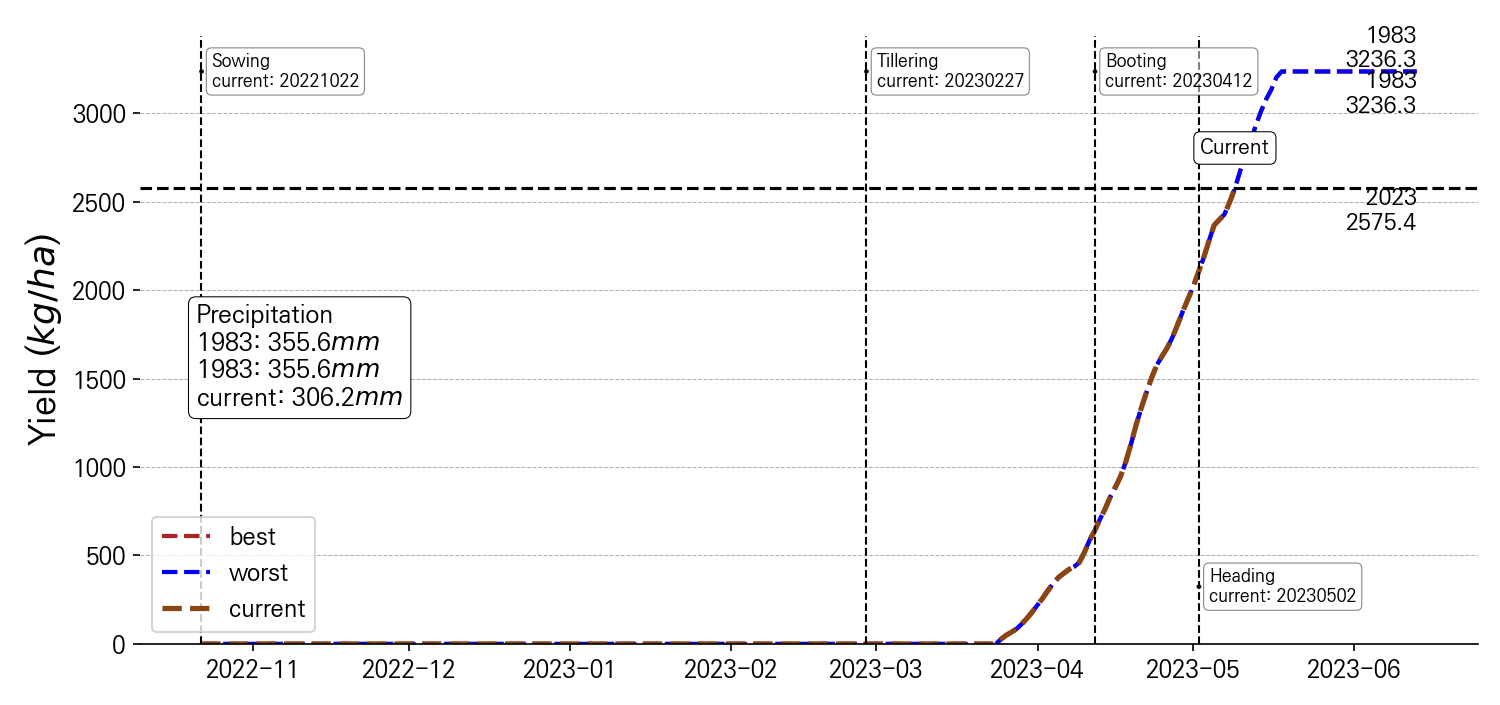 1983
3236.3
1983
3236.3
Sowing
current: 20221022
Tillering
current: 20230227
Booting
current: 20230412
Current
2023
2575.4
Yield (kg/ha)
3000
2500
2000
1500
1000
500
0
Precipitation
1983: 355.6mm
1983: 355.6mm
current: 306.2mm
best
worst
current
Heading
current: 20230502
2022-11
2022-12
2023-01
2023-02
2023-03
2023-04
2023-05
2023-06